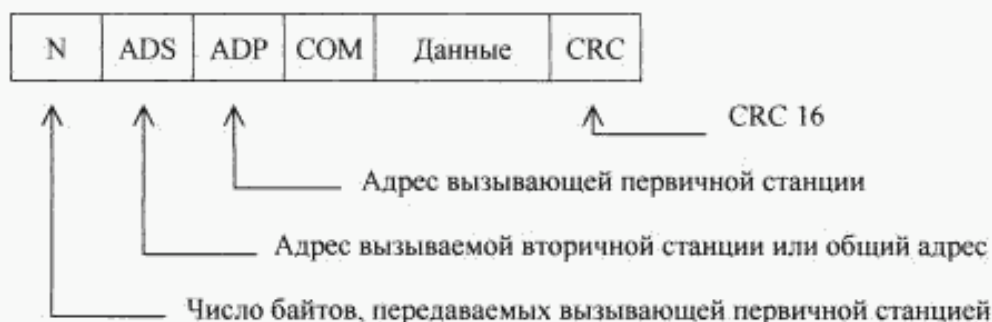 N ADS ADP COM Данные CRC
CRC 16
Адрес вызывающей первичной станции
Адрес вызываемой вторичной станции или общий адрес
Число байтов, передаваемых вызывающей первичной станцией